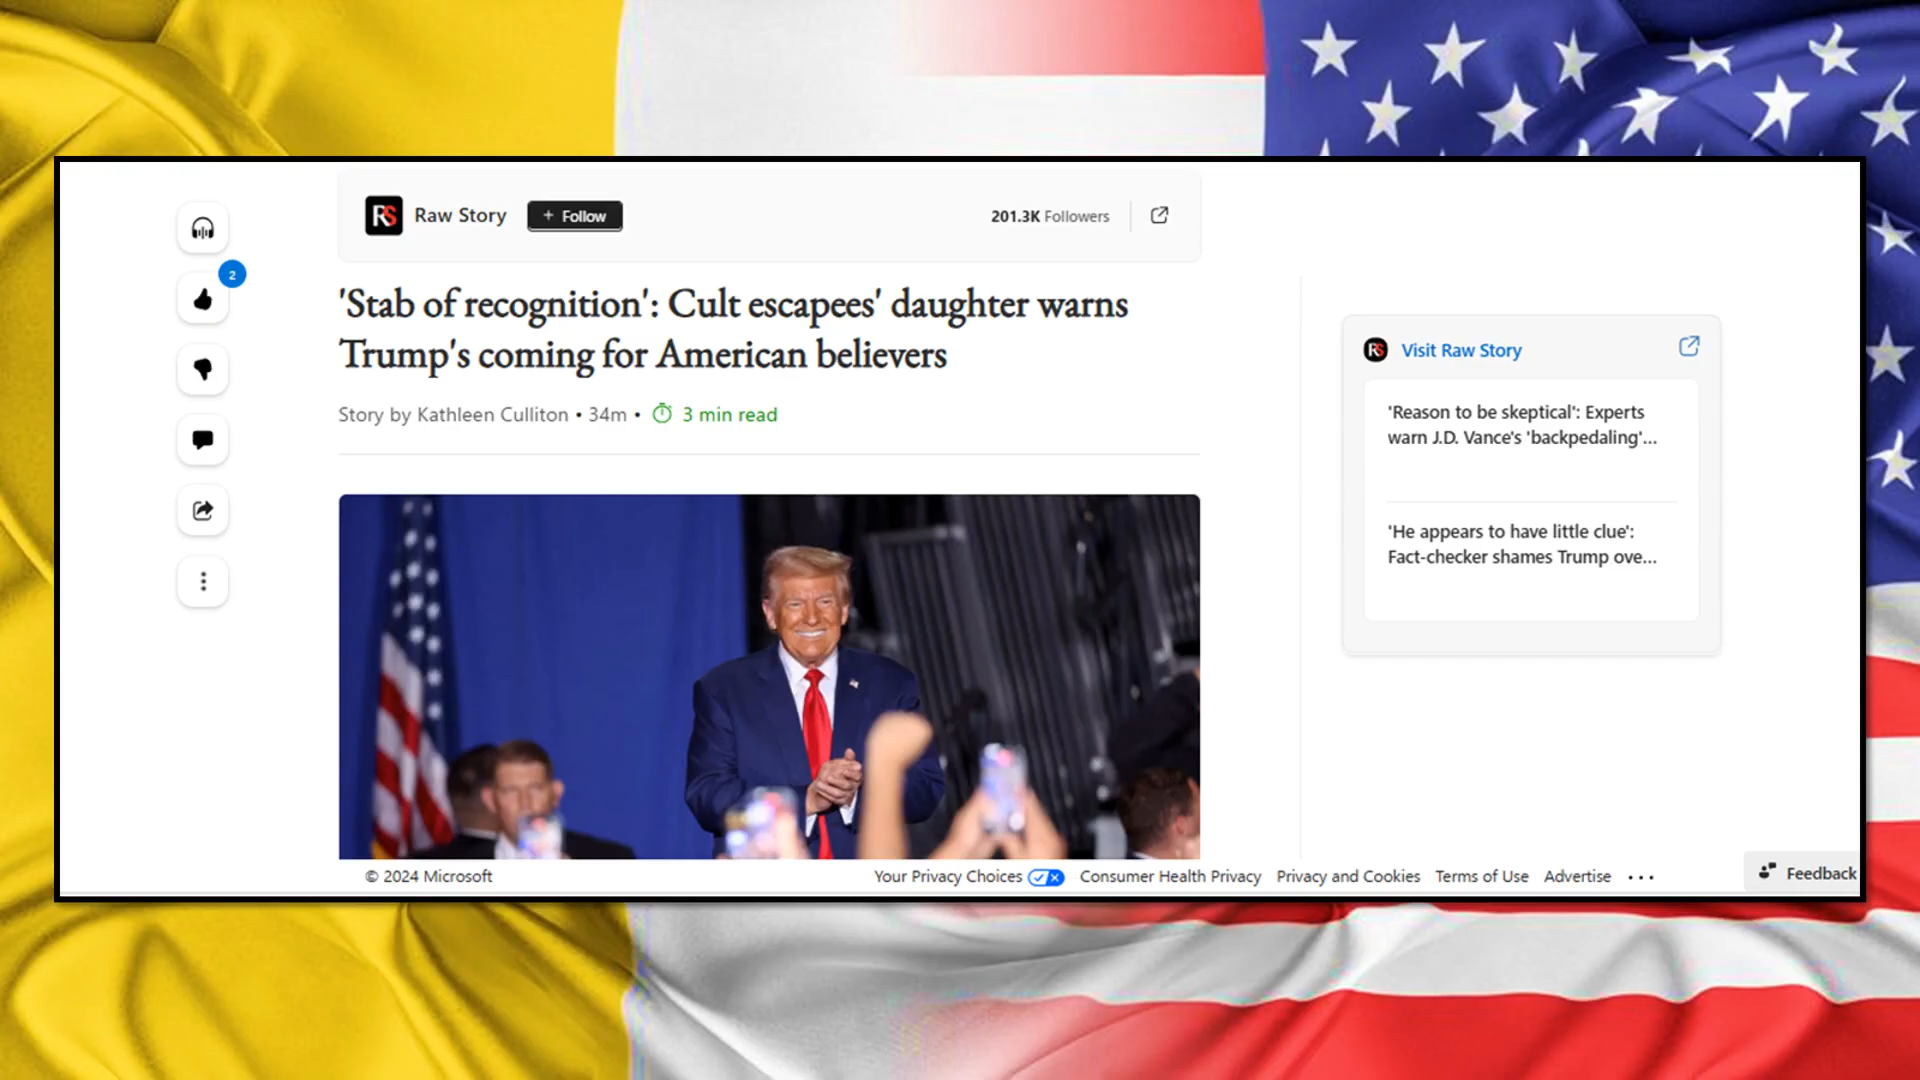 RS Raw Story + Follow 201.3K Followers
2
'Stab of recognition': Cult escapees' daughter warns
Trump's coming for American believers
Story by Kathleen Culliton • 34m • 3 min read
RS Visit Raw Story
'Reason to be skeptical': Experts
warn J.D. Vance's 'backpedaling'...
'He appears to have little clue':
Fact-checker shames Trump ove...
© 2024 Microsoft
Your Privacy Choices Consumer Health Privacy Privacy and Cookies Terms of Use Advertise ...
Feedback